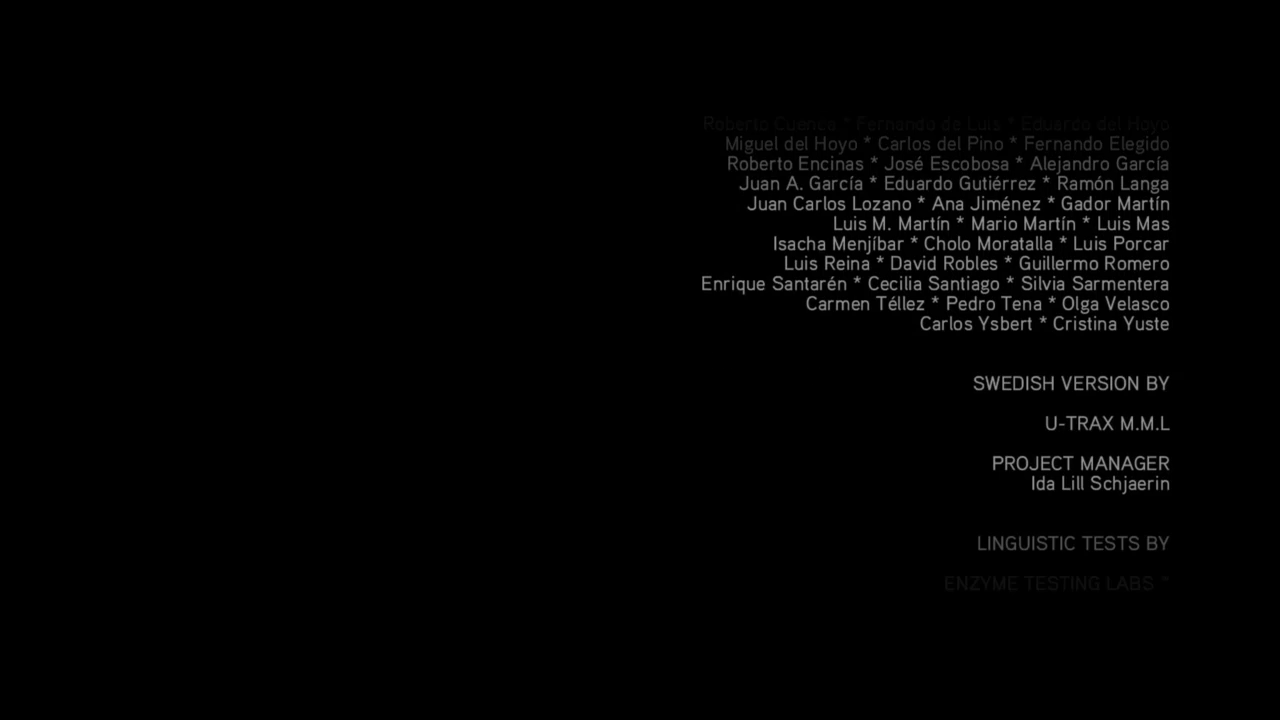 Roberto Cuenca * Fernando de Luis * Eduardo del Hoyo
Miguel del Hoyo * Carlos del Pino * Fernando Elegido
Roberto Encinas * José Escobosa * Alejandro García
Juan A. García * Eduardo Gutiérrez * Ramón Langa
Juan Carlos Lozano * Ana Jiménez * Gador Martín
Luis M. Martín * Mario Martín * Luis Mas
Isacha Menjíbar * Cholo Moratalla * Luis Porcar
Luis Reina * David Robles * Guillermo Romero
Enrique Santarén * Cecilia Santiago * Silvia Sarmentera
Carmen Téllez * Pedro Tena * Olga Velasco
Carlos Ysbert * Cristina Yuste
SWEDISH VERSION BY
U-TRAX M.M.L
PROJECT MANAGER
Ida Lill Schjaerin
LINGUISTIC TESTS BY
ENZYME TESTING LABS ™